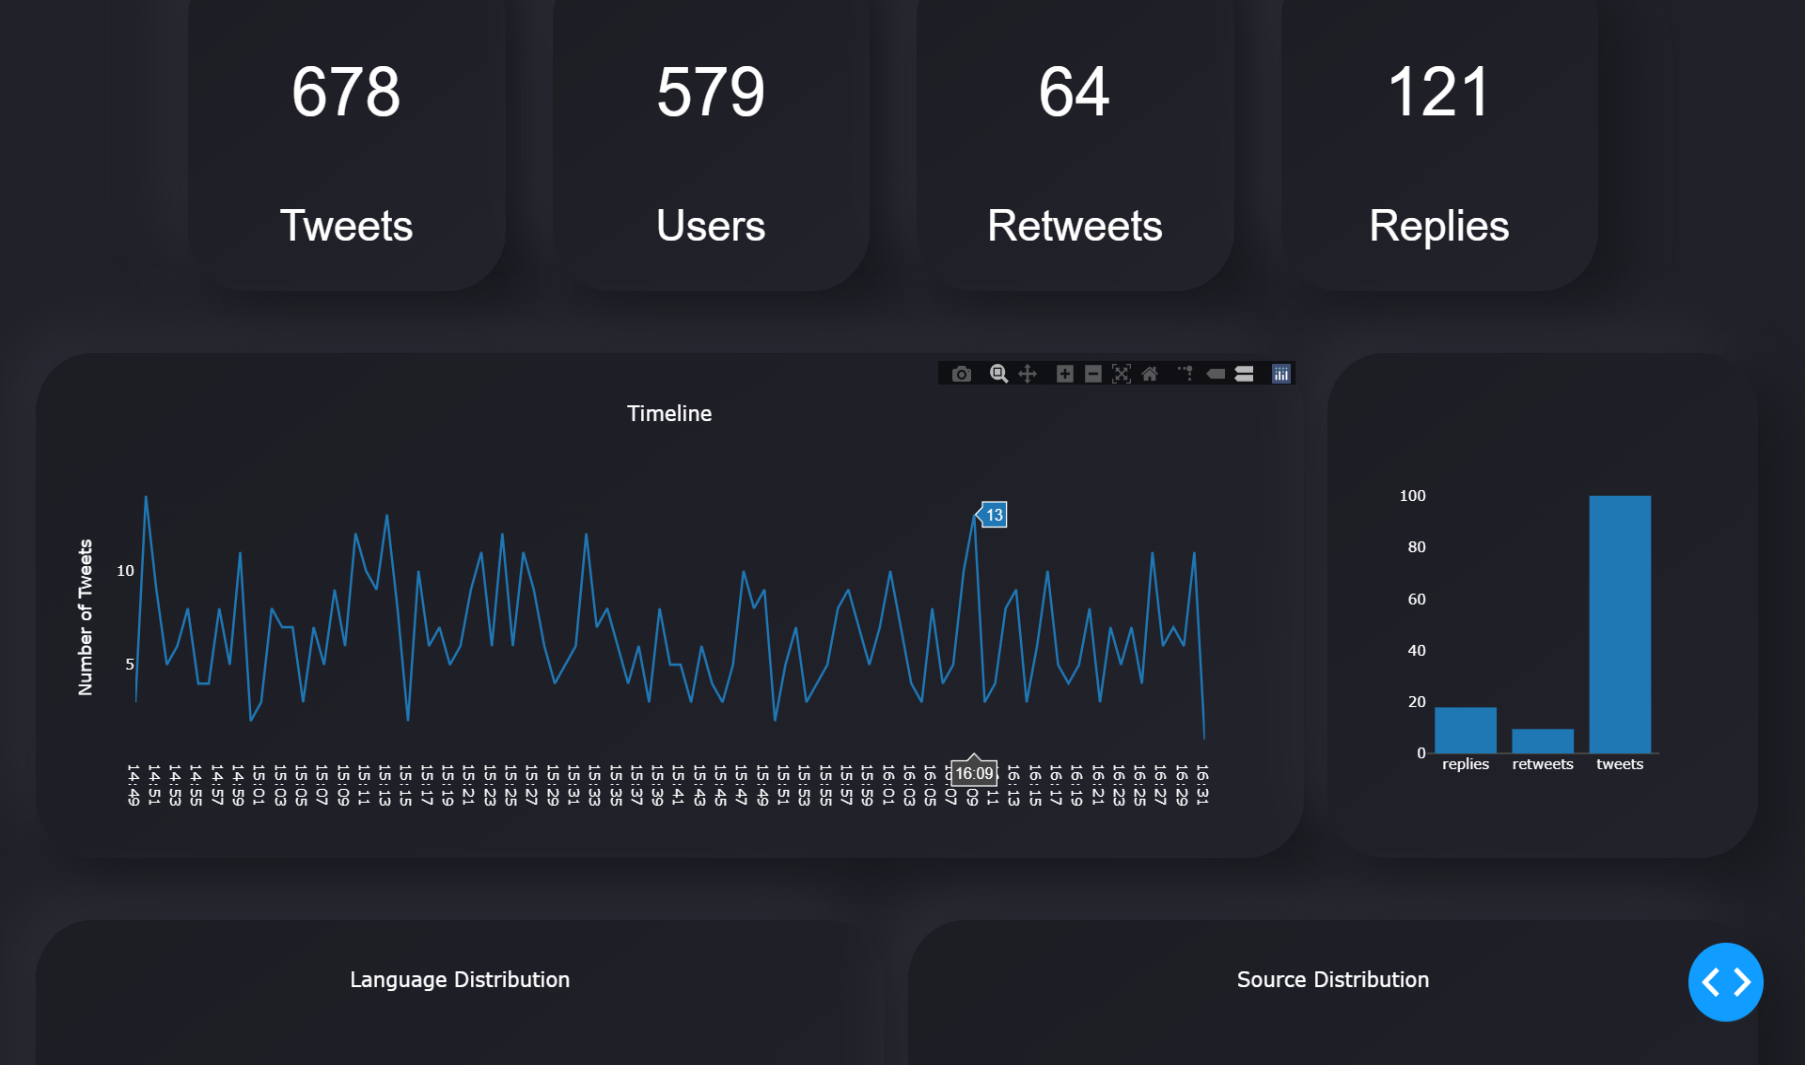 678 579 64 121
Tweets Users Retweets Replies
Timeline
Number of Tweets
10
5
13
14:49 14:51 14:53 14:55 14:57 14:59 15:01 15:03 15:05 15:07 15:09 15:11 15:13 15:15 15:17 15:19 15:21 15:23 15:25 15:27 15:29 15:31 15:33 15:35 15:37 15:39 15:41 15:43 15:45 15:47 15:49 15:51 15:53 15:55 15:57 15:59 16:01 16:03 16:05 16:09 16:13 16:15 16:17 16:19 16:21 16:23 16:25 16:27 16:29 16:31
100
80
60
40
20
0
replies retweets tweets
Language Distribution
Source Distribution